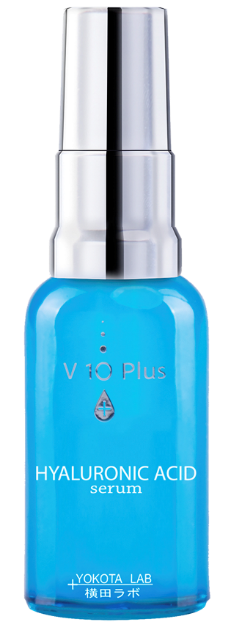 V 10 Plus
HYALURONIC ACID
serum
+YOKOTA LAB
横田ラボ